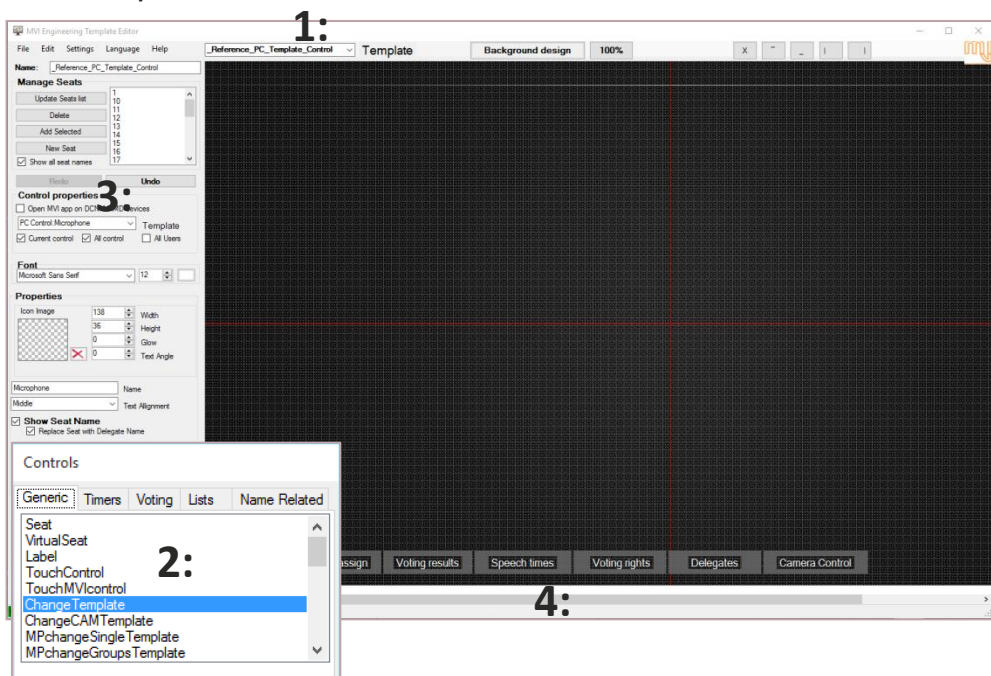 1:
MVI Engineering Template Editor
File Edit Settings Language Help
_Reference_PC_Template_Control Template Background design 100% X
Name: _Reference_PC_Template_Control
Manage Seats
Update Seats list
Delete
Add Selected
New Seat
Show all seat names
1
10
11
12
13
14
15
16
17
Redo Undo
3:
Control properties
Open MVI app on DCN devices
PC Control:Microphone Template
Current control All control All Users
Font
Microsoft Sans Serif 12
Properties
Icon Image
138 Width
36 Height
0 Glow
0 Text Angle
Microphone Name
Middle Text Alignment
Show Seat Name
Replace Seat with Delegate Name
Controls
Generic Timers Voting Lists Name Related
Seat
VirtualSeat
Label
TouchControl
TouchMVIcontrol
ChangeTemplate
ChangeCAMTemplate
MPchangeSingleTemplate
MPchangeGroupsTemplate
2:
Voting results Speech times Voting rights Delegates Camera Control
4: